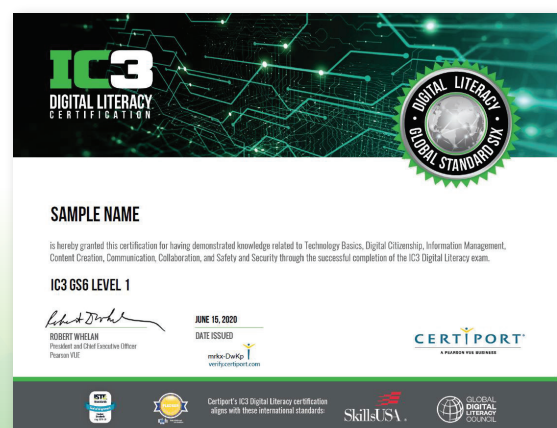 IC3
DIGITAL LITERACY
CERTIFICATION
DIGITAL LITERACY
GLOBAL STANDARD SIX
SAMPLE NAME
is hereby granted this certification for having demonstrated knowledge related to Technology Basics, Digital Citizenship, Information Management,
Content Creation, Communication, Collaboration, and Safety and Security through the successful completion of the IC3 Digital Literacy exam.
IC3 GS6 LEVEL 1
ROBERT WHELAN
President and Chief Executive Officer
Pearson VUE
JUNE 15, 2020
DATE ISSUED
mrkx-DwKp
verify.certiport.com
CERTIPORT
A PEARSON VUE BUSINESS
ISTE
Certiport's IC3 Digital Literacy certification
aligns with these international standards:
SkillsUSA
GLOBAL
DIGITAL
LITERACY
COUNCIL